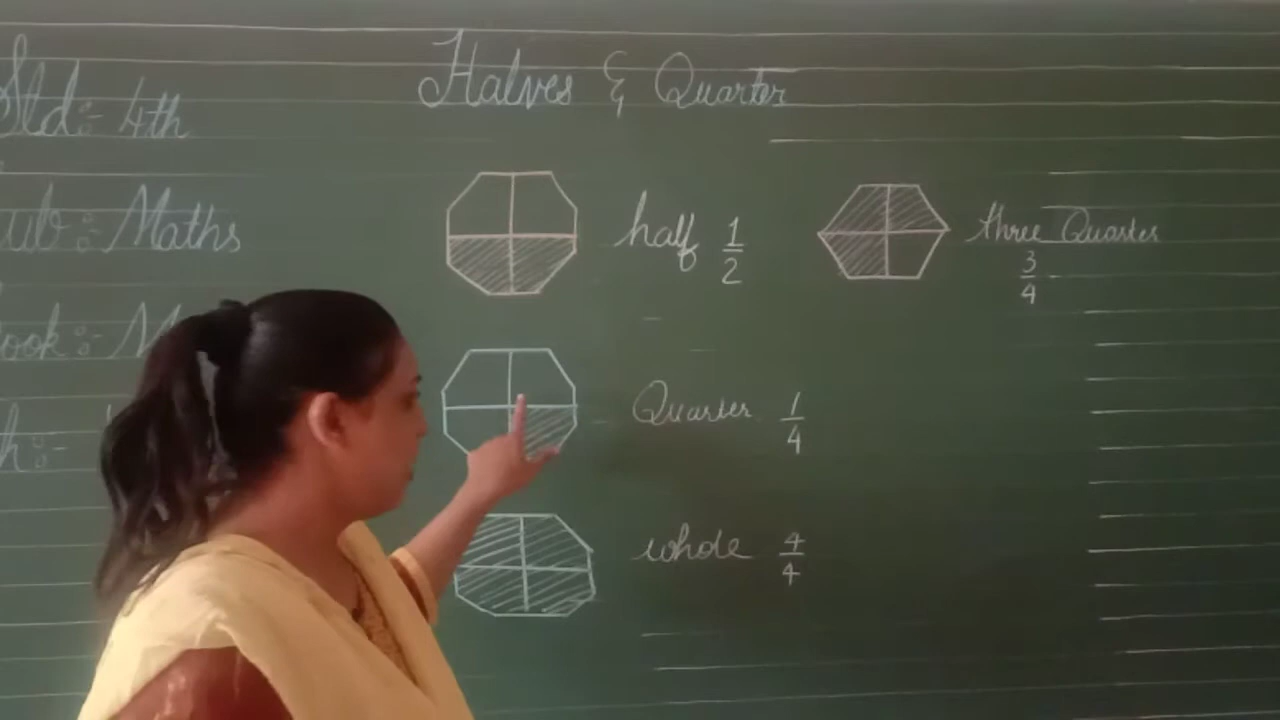 Halves & Quarter
Std:- 4th
Sub:- Maths
half 1/2
three Quarter
3/4
Quarter 1/4
whole 4/4